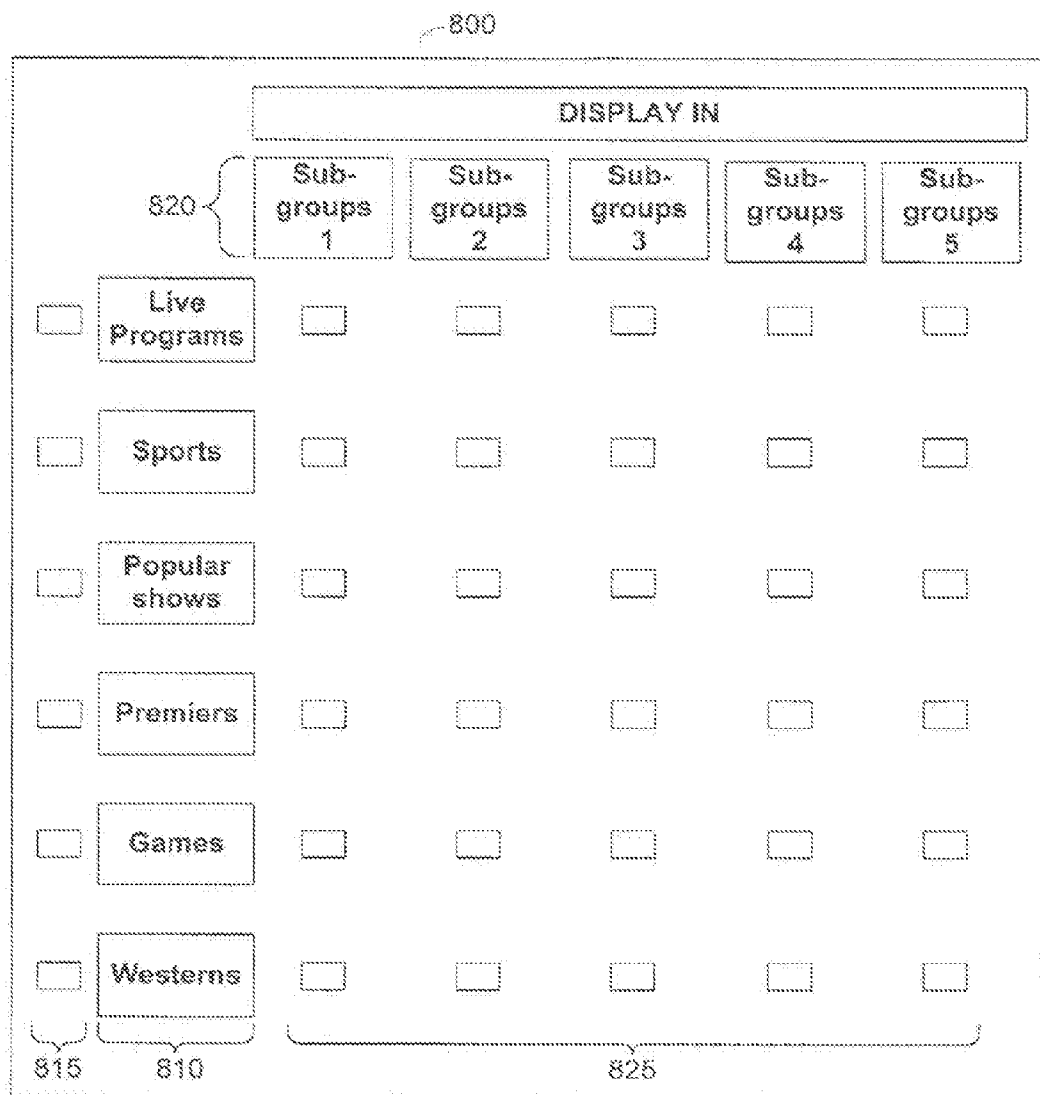 800
DISPLAY IN
820
Sub-
groups
1
Sub-
groups
2
Sub-
groups
3
Sub-
groups
4
Sub-
groups
5
Live
Programs
Sports
Popular
shows
Premiers
Games
Westerns
815
810
825